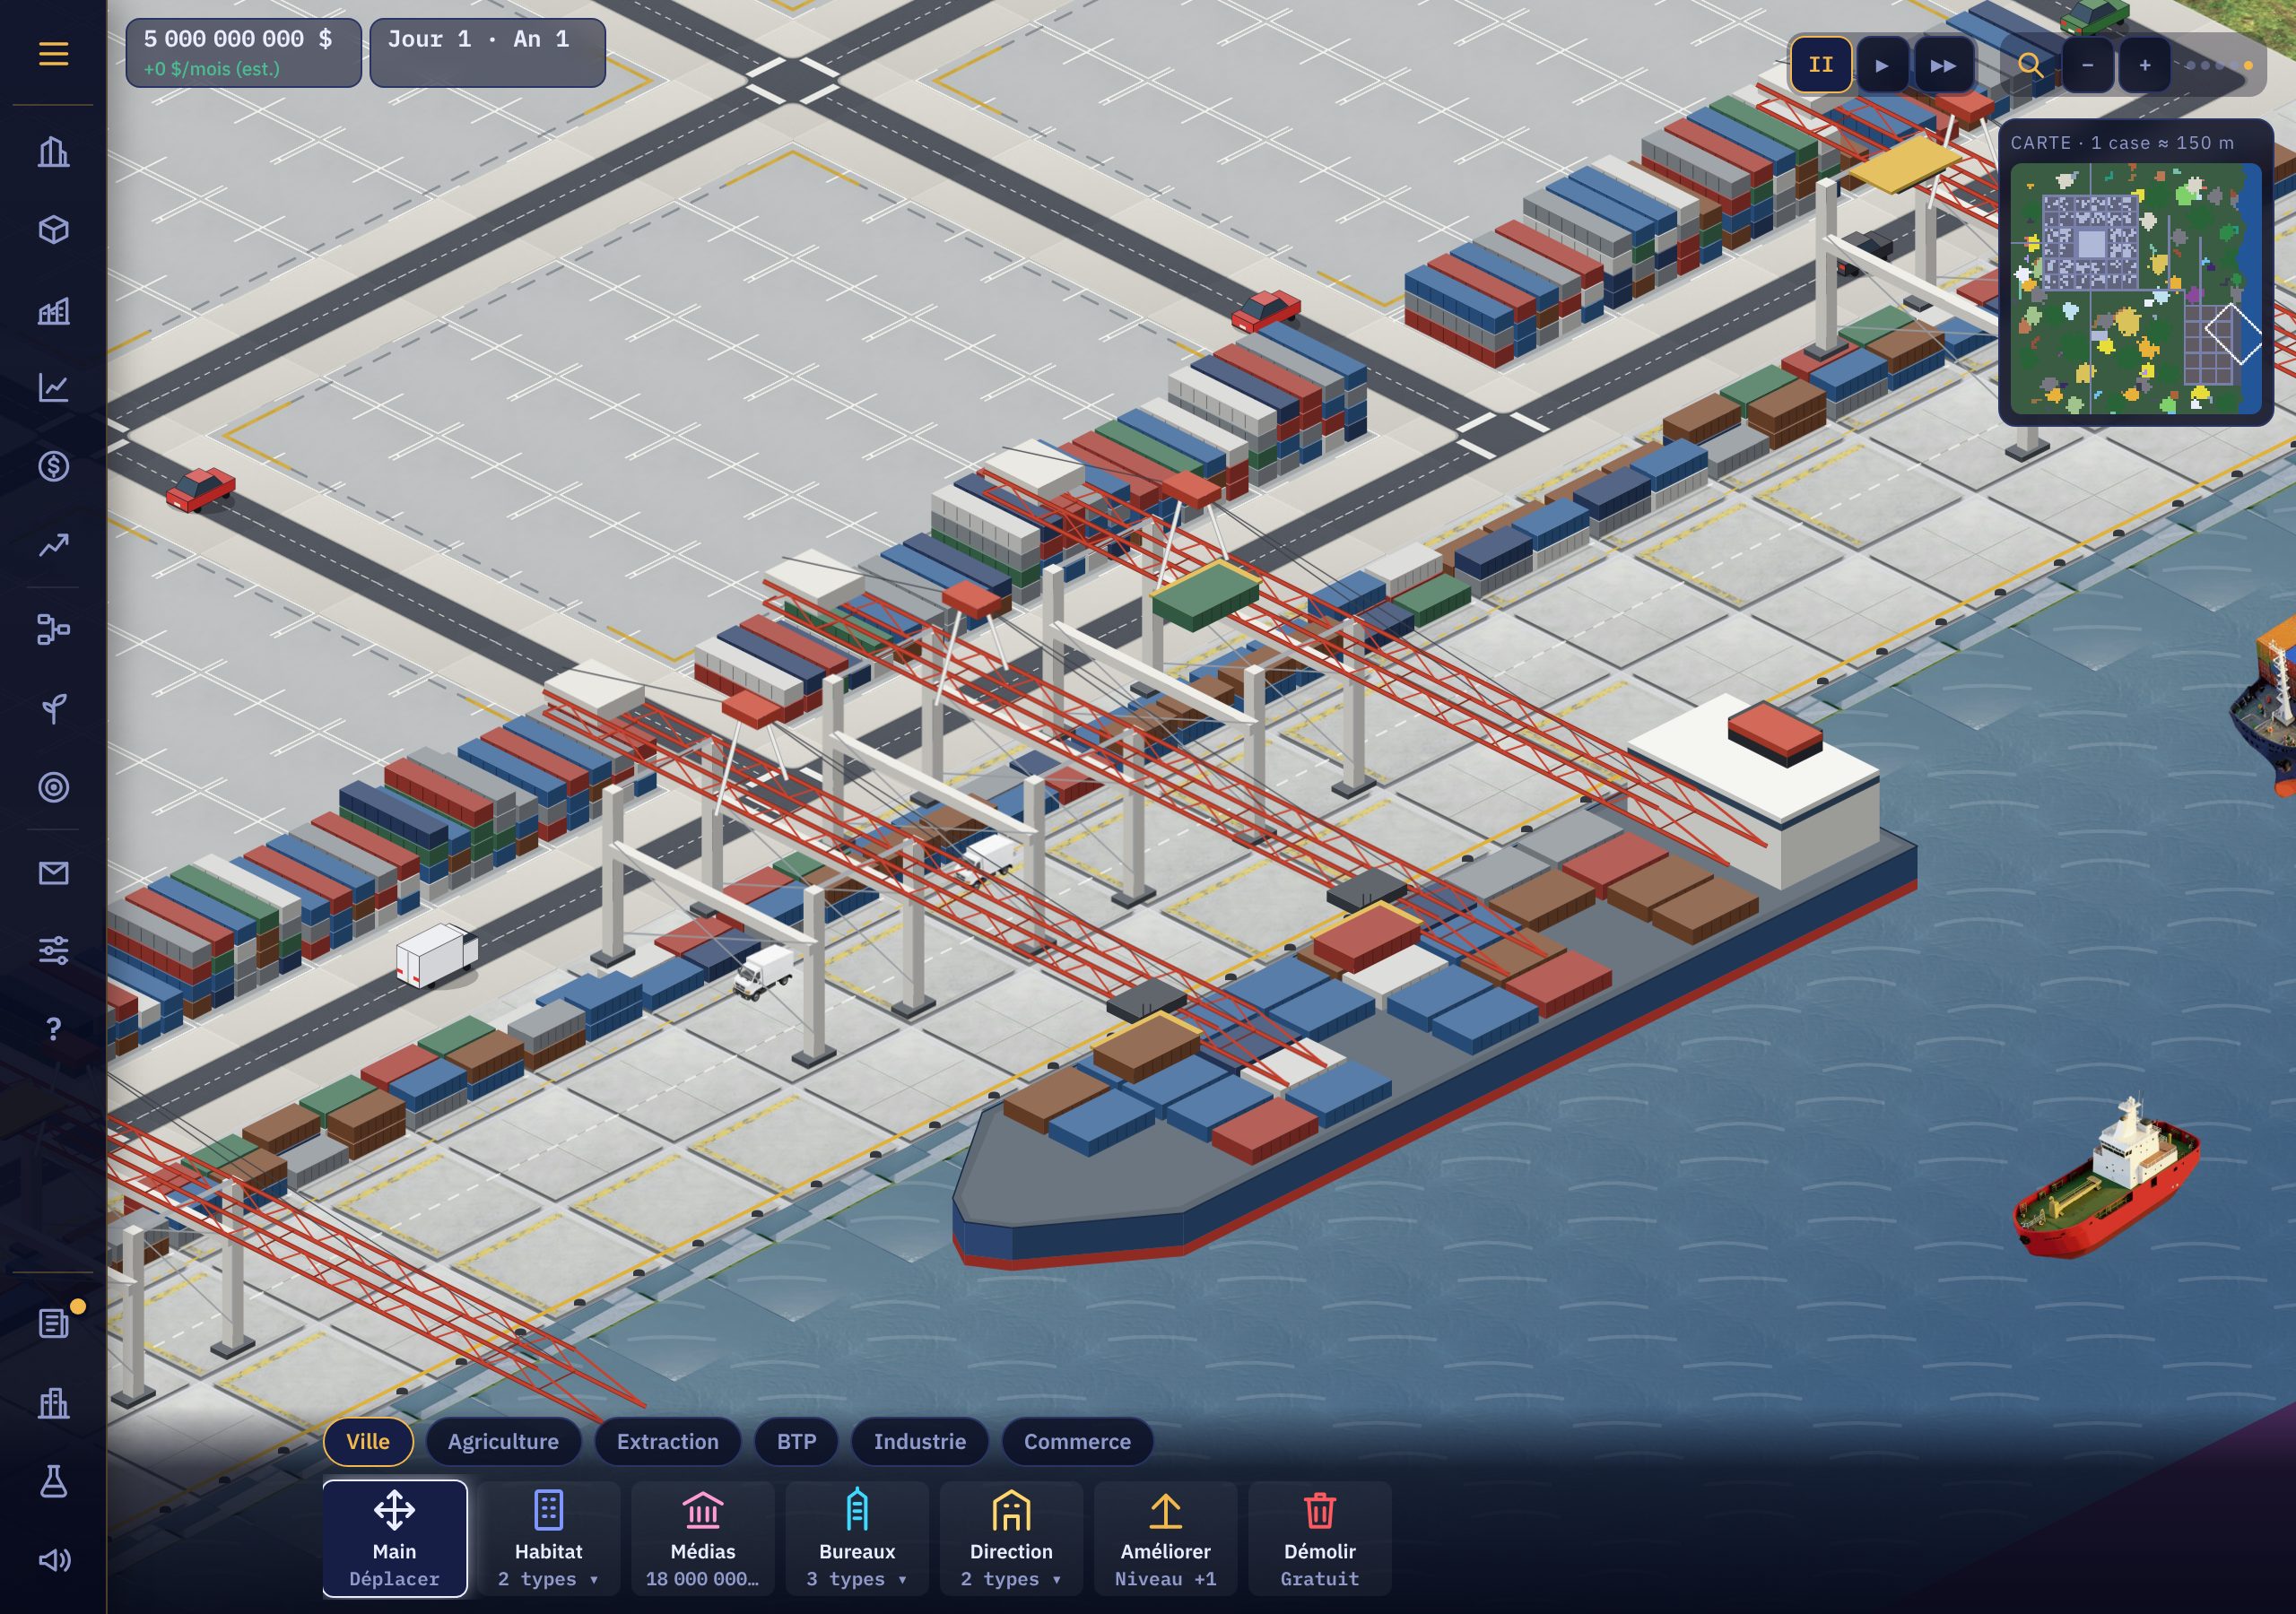 5 000 000 000 $
+0 $/mois (est.)
Jour 1 · An 1
II
CARTE · 1 case ≈ 150 m
?
Ville
Agriculture
Extraction
BTP
Industrie
Commerce
Main
Déplacer
Habitat
2 types ▾
Médias
18 000 000…
Bureaux
3 types ▾
Direction
2 types ▾
Améliorer
Niveau +1
Démolir
Gratuit